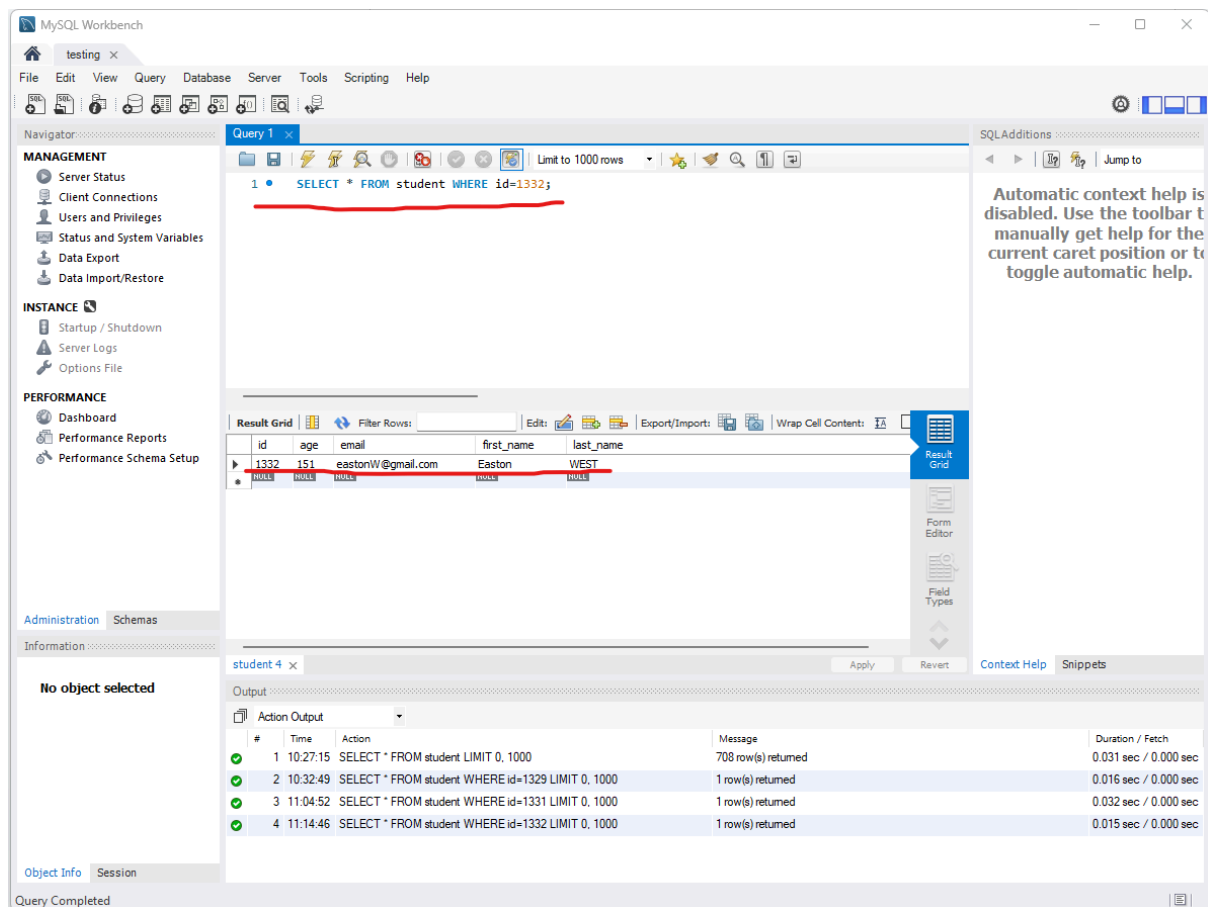 MySQL Workbench
testing
File Edit View Query Database Server Tools Scripting Help
Navigator
MANAGEMENT
Server Status
Client Connections
Users and Privileges
Status and System Variables
Data Export
Data Import/Restore
INSTANCE
Startup / Shutdown
Server Logs
Options File
PERFORMANCE
Dashboard
Performance Reports
Performance Schema Setup
Administration Schemas
Information
No object selected
Object Info Session
Query 1
Limit to 1000 rows
1 SELECT * FROM student WHERE id=1332;
Result Grid Filter Rows: Edit: Export/Import: Wrap Cell Content:
id age email first_name last_name
1332 151 eastonW@gmail.com Easton WEST
NULL NULL NULL NULL NULL
Result
Grid
Form
Editor
Field
Types
student 4 Apply Revert
SQLAdditions
Jump to
Automatic context help is
disabled. Use the toolbar t
manually get help for the
current caret position or to
toggle automatic help.
Context Help Snippets
Output
Action Output
# Time Action Message Duration / Fetch
1 10:27:15 SELECT * FROM student LIMIT 0, 1000 708 row(s) returned 0.031 sec / 0.000 sec
2 10:32:49 SELECT * FROM student WHERE id=1329 LIMIT 0, 1000 1 row(s) returned 0.016 sec / 0.000 sec
3 11:04:52 SELECT * FROM student WHERE id=1331 LIMIT 0, 1000 1 row(s) returned 0.032 sec / 0.000 sec
4 11:14:46 SELECT * FROM student WHERE id=1332 LIMIT 0, 1000 1 row(s) returned 0.015 sec / 0.000 sec
Query Completed